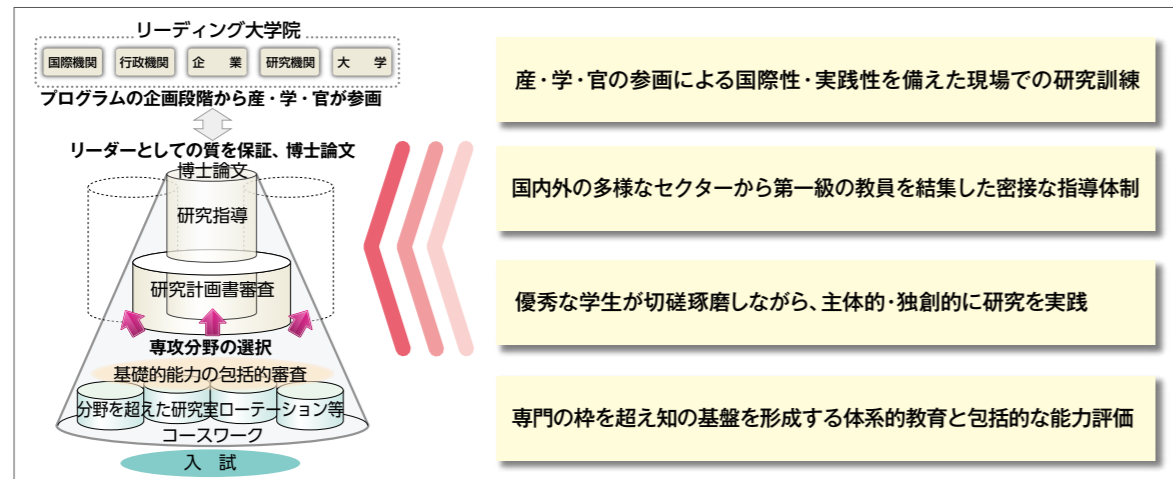 リーディング大学院
国際機関 行政機関 企　業 研究機関 大　学
プログラムの企画段階から産・学・官が参画
リーダーとしての質を保証、博士論文
博士論文
研究指導
研究計画書審査
専攻分野の選択
基礎的能力の包括的審査
分野を超えた研究室ローテーション等
コースワーク
入　試
産・学・官の参画による国際性・実践性を備えた現場での研究訓練
国内外の多様なセクターから第一級の教員を結集した密接な指導体制
優秀な学生が切磋琢磨しながら、主体的・独創的に研究を実践
専門の枠を超え知の基盤を形成する体系的教育と包括的な能力評価